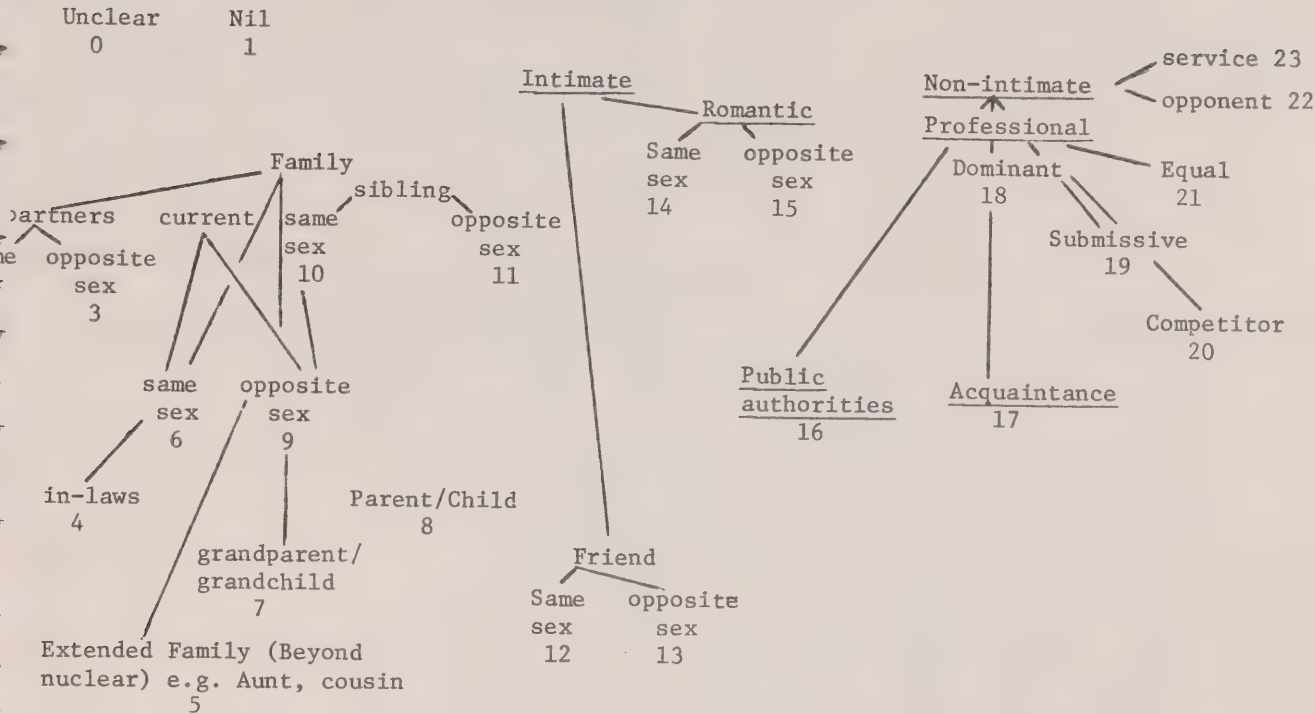 Unclear
0
Nil
1
Intimate
Romantic
Same
sex
14
opposite
sex
15
Family
sibling
partners
opposite
sex
3
current
same
sex
10
opposite
sex
11
same
sex
6
opposite
sex
9
in-laws
4
Parent/Child
8
grandparent/
grandchild
7
Extended Family (Beyond
nuclear) e.g. Aunt, cousin
5
Friend
Same
sex
12
opposite
sex
13
Non-intimate
service 23
opponent 22
Professional
Dominant
18
Equal
21
Submissive
19
Competitor
20
Public
authorities
16
Acquaintance
17